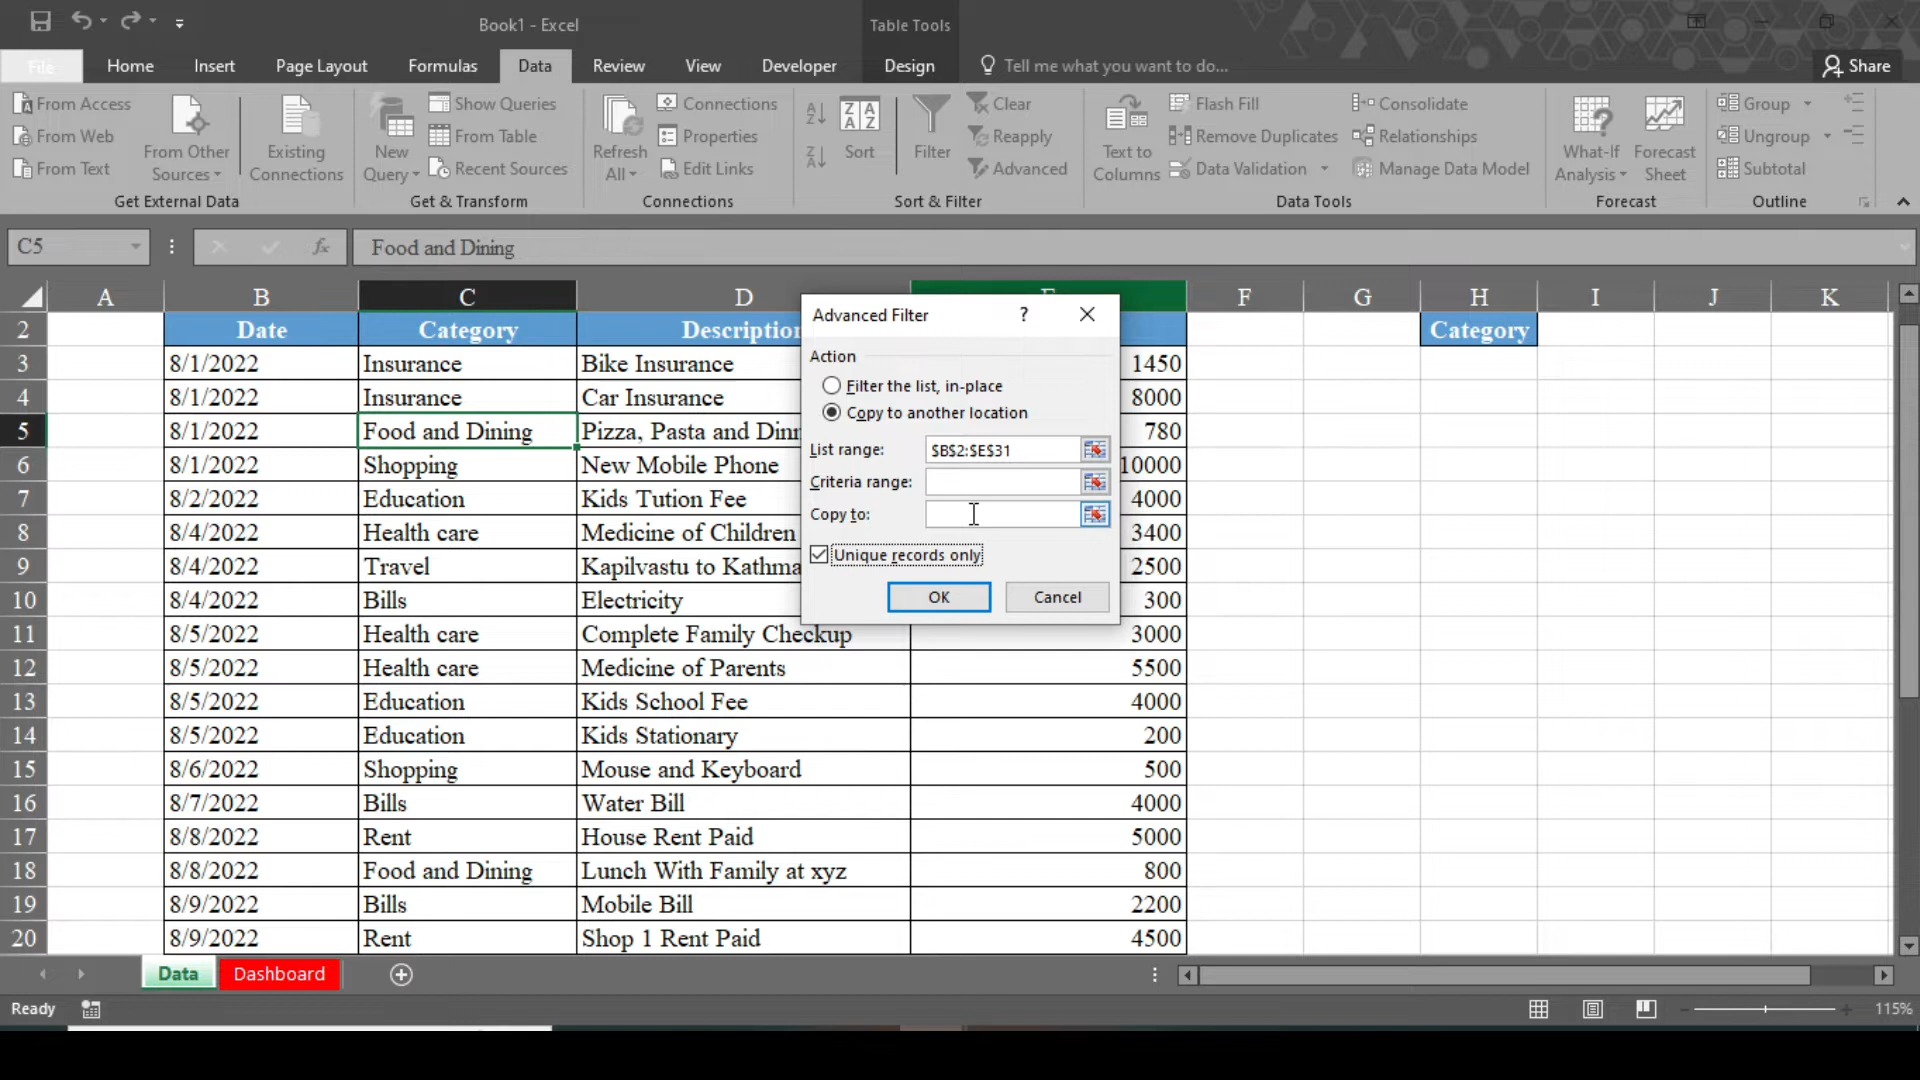 Book1 - Excel
Table Tools
File Home Insert Page Layout Formulas Data Review View Developer Design Tell me what you want to do... Share
From Access
From Web
From Text
From Other Sources
Existing Connections
Get External Data
New Query
Show Queries
From Table
Recent Sources
Get & Transform
Refresh All
Connections
Properties
Edit Links
Connections
A Z
Z A
Z A
A Z
Sort
Filter
Clear
Reapply
Advanced
Sort & Filter
Text to Columns
Flash Fill
Remove Duplicates
Data Validation
Consolidate
Relationships
Manage Data Model
Data Tools
What-If Analysis
Forecast Sheet
Forecast
Group
Ungroup
Subtotal
Outline
C5 fx Food and Dining
A B C D E F G H I J K
2 Date Category Description Category
3 8/1/2022 Insurance Bike Insurance 1450
4 8/1/2022 Insurance Car Insurance 8000
5 8/1/2022 Food and Dining Pizza, Pasta and Dinn 780
6 8/1/2022 Shopping New Mobile Phone 10000
7 8/2/2022 Education Kids Tution Fee 4000
8 8/4/2022 Health care Medicine of Children 3400
9 8/4/2022 Travel Kapilvastu to Kathma 2500
10 8/4/2022 Bills Electricity 300
11 8/5/2022 Health care Complete Family Checkup 3000
12 8/5/2022 Health care Medicine of Parents 5500
13 8/5/2022 Education Kids School Fee 4000
14 8/5/2022 Education Kids Stationary 200
15 8/6/2022 Shopping Mouse and Keyboard 500
16 8/7/2022 Bills Water Bill 4000
17 8/8/2022 Rent House Rent Paid 5000
18 8/8/2022 Food and Dining Lunch With Family at xyz 800
19 8/9/2022 Bills Mobile Bill 2200
20 8/9/2022 Rent Shop 1 Rent Paid 4500
Advanced Filter ?
Action
Filter the list, in-place
Copy to another location
List range: $B$2:$E$31
Criteria range:
Copy to:
Unique records only
OK Cancel
Data Dashboard
Ready 115%